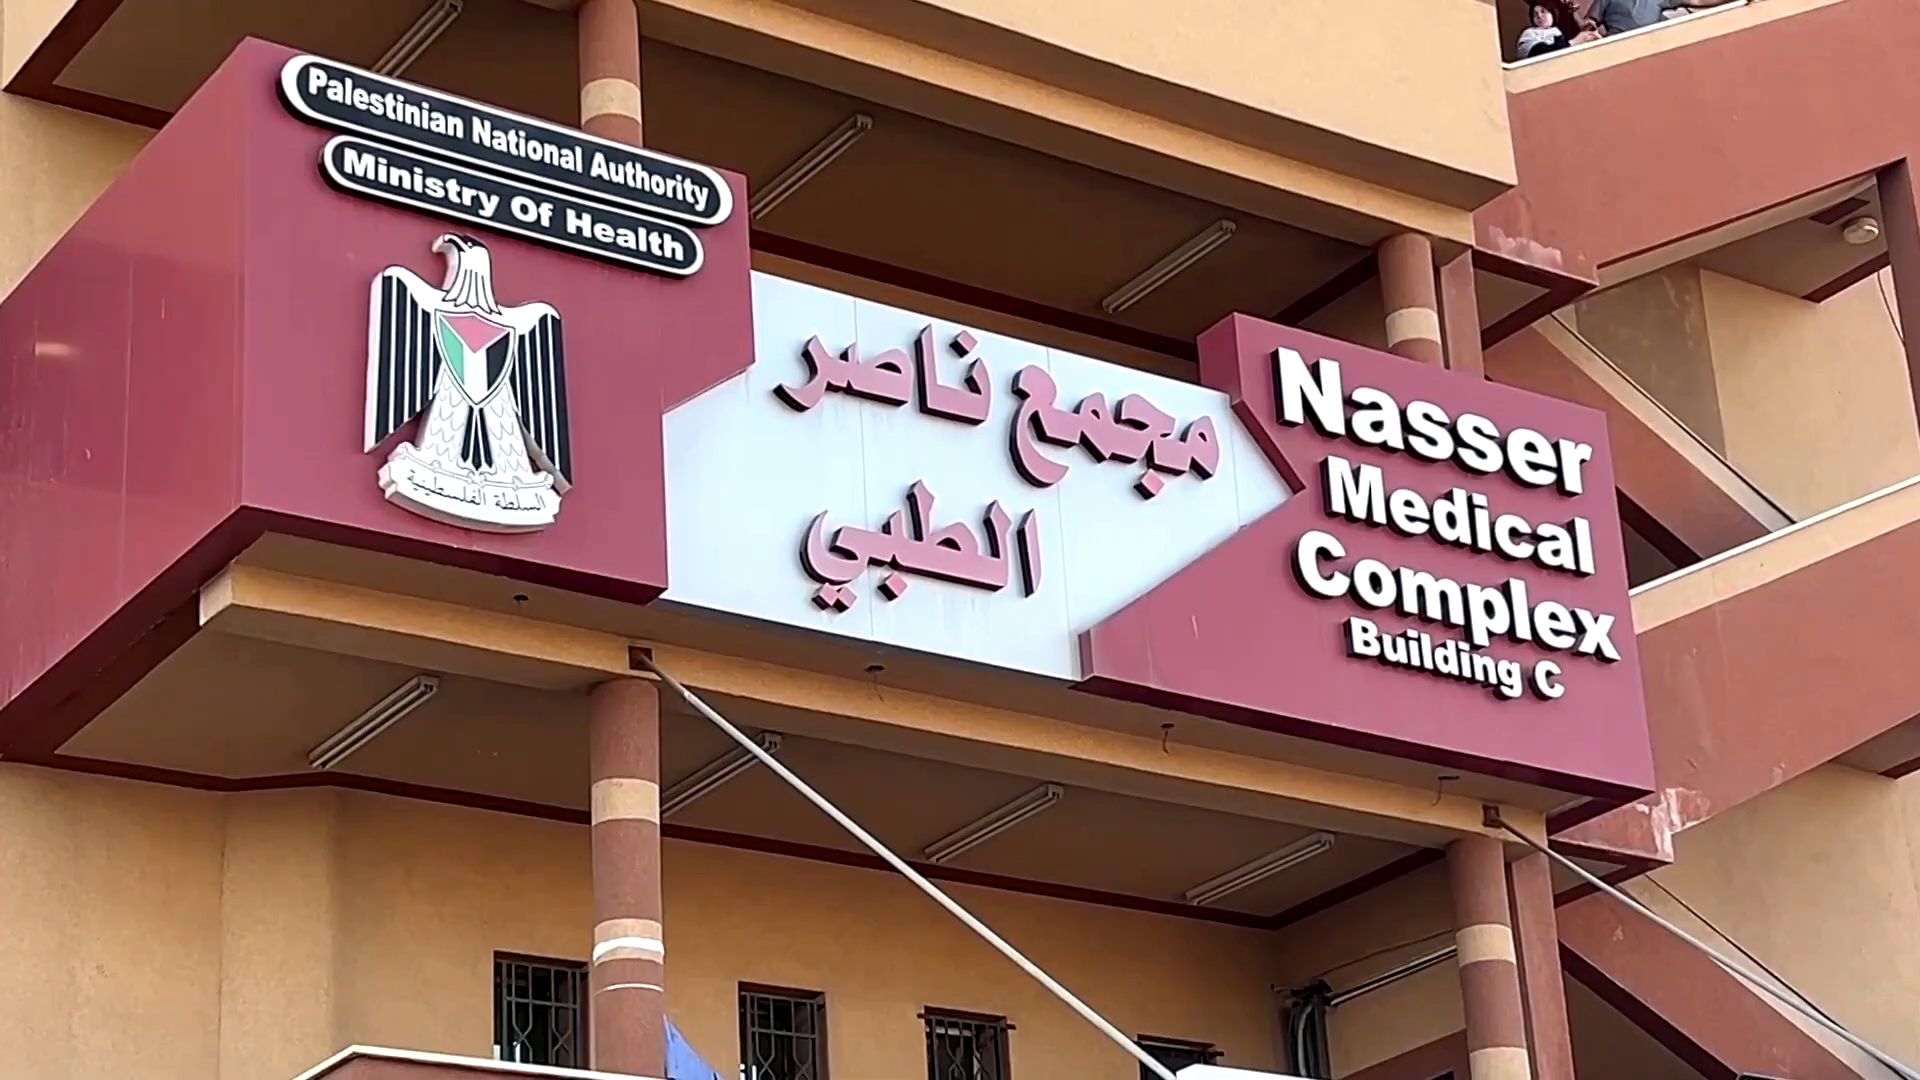 Palestinian National Authority
Ministry Of Health
السلطة الفلسطينية
مجمع ناصر
الطبي
Nasser
Medical
Complex
Building C